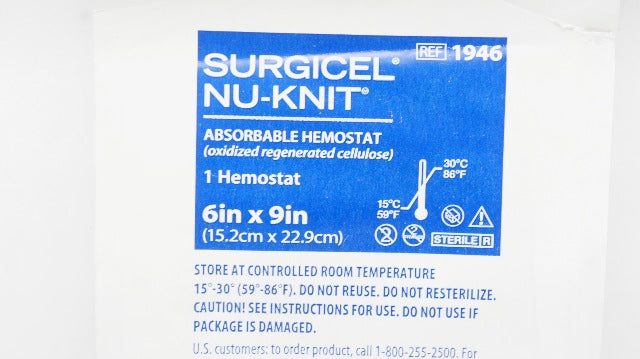 REF 1946
SURGICEL®
NU-KNIT®
ABSORBABLE HEMOSTAT
(oxidized regenerated cellulose)
1 Hemostat
30°C
86°F
15°C
59°F
6in x 9in
(15.2cm x 22.9cm)
STERILE R
STORE AT CONTROLLED ROOM TEMPERATURE
15°-30° (59°-86°F). DO NOT REUSE. DO NOT RESTERILIZE.
CAUTION! SEE INSTRUCTIONS FOR USE. DO NOT USE IF
PACKAGE IS DAMAGED.
U.S. customers: to order product, call 1-800-255-2500. For